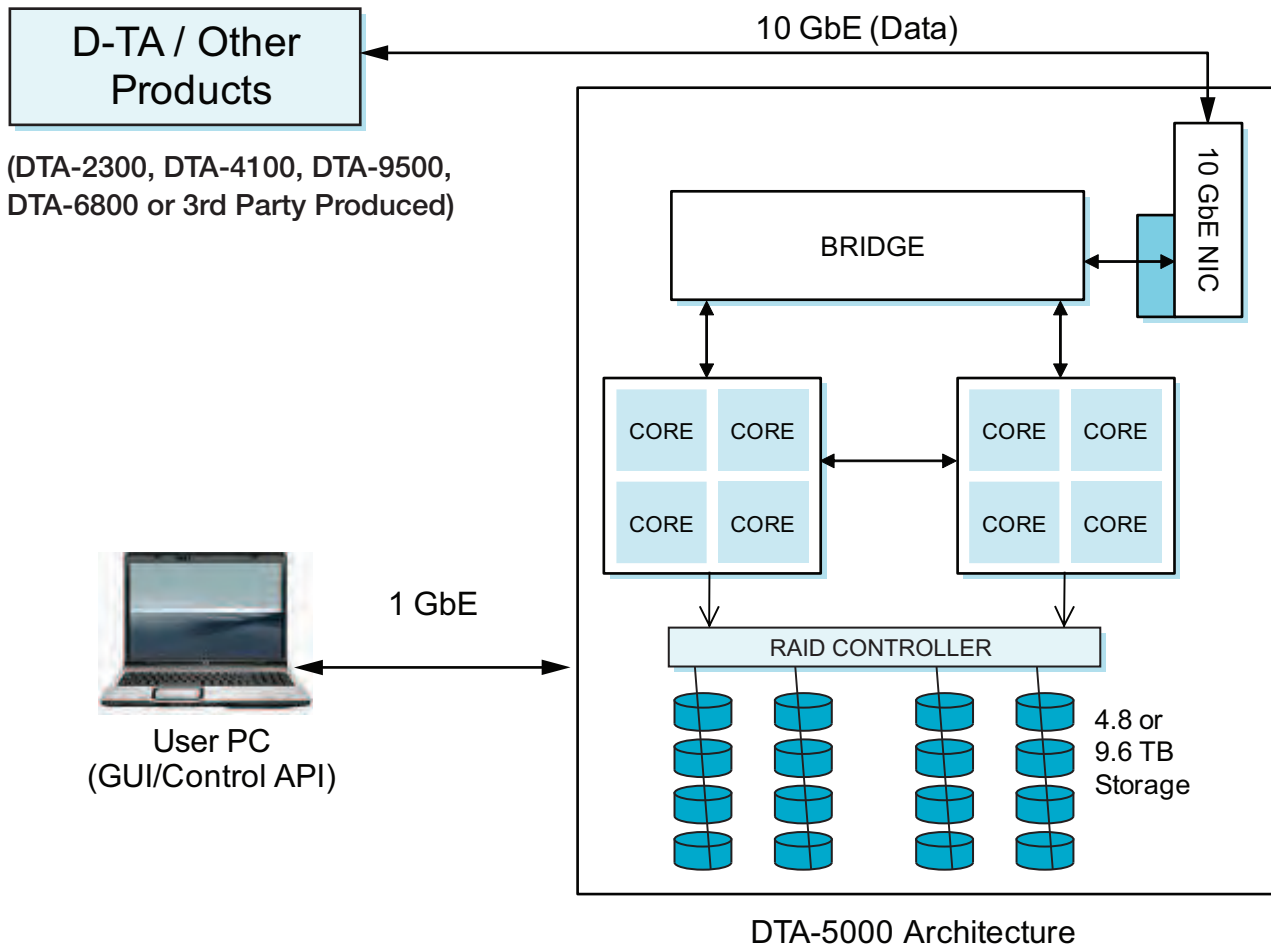 D-TA / Other
Products
10 GbE (Data)
(DTA-2300, DTA-4100, DTA-9500,
DTA-6800 or 3rd Party Produced)
10 GbE NIC
BRIDGE
CORE CORE
CORE CORE
CORE CORE
CORE CORE
1 GbE
RAID CONTROLLER
User PC
(GUI/Control API)
4.8 or
9.6 TB
Storage
DTA-5000 Architecture